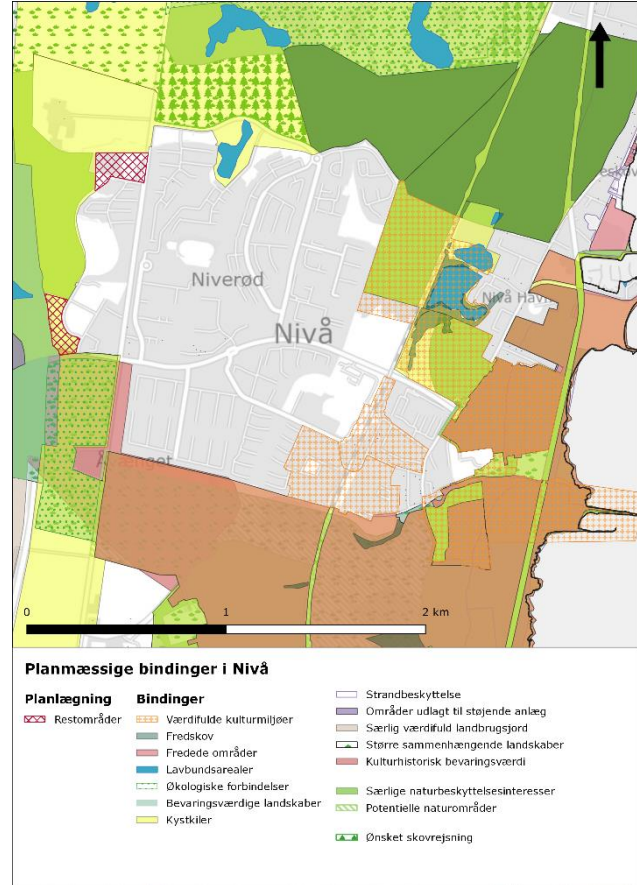 eskov
Niverød
Nivå Havn
Nivå
Åvænget
0
1
2 km
Planmæssige bindinger i Nivå
Planlægning
Restområder
Bindinger
Værdifulde kulturmiljøer
Fredskov
Fredede områder
Lavbundsarealer
Økologiske forbindelser
Bevaringsværdige landskaber
Kystkiler
Strandbeskyttelse
Områder udlagt til støjende anlæg
Særlig værdifuld landbrugsjord
Større sammenhængende landskaber
Kulturhistorisk bevaringsværdi
Særlige naturbeskyttelsesinteresser
Potentielle naturområder
Ønsket skovrejsning